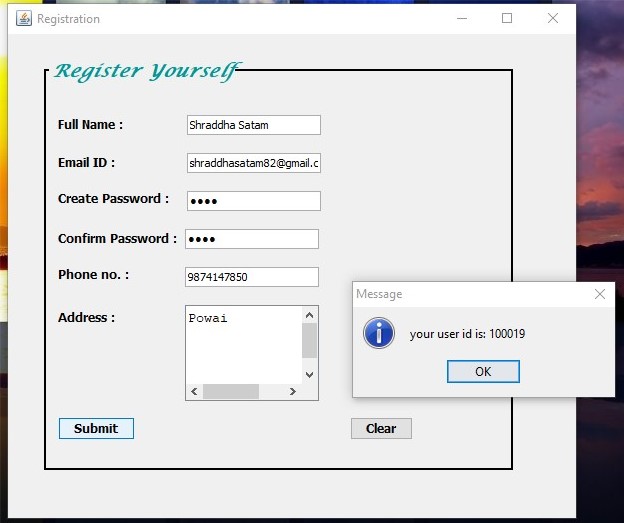 Registration
Register Yourself
Full Name : Shraddha Satam
Email ID : shraddhasatam82@gmail.c
Create Password : ••••
Confirm Password : ••••
Phone no. : 9874147850
Address : Powai
Message
your user id is: 100019
OK
Submit Clear